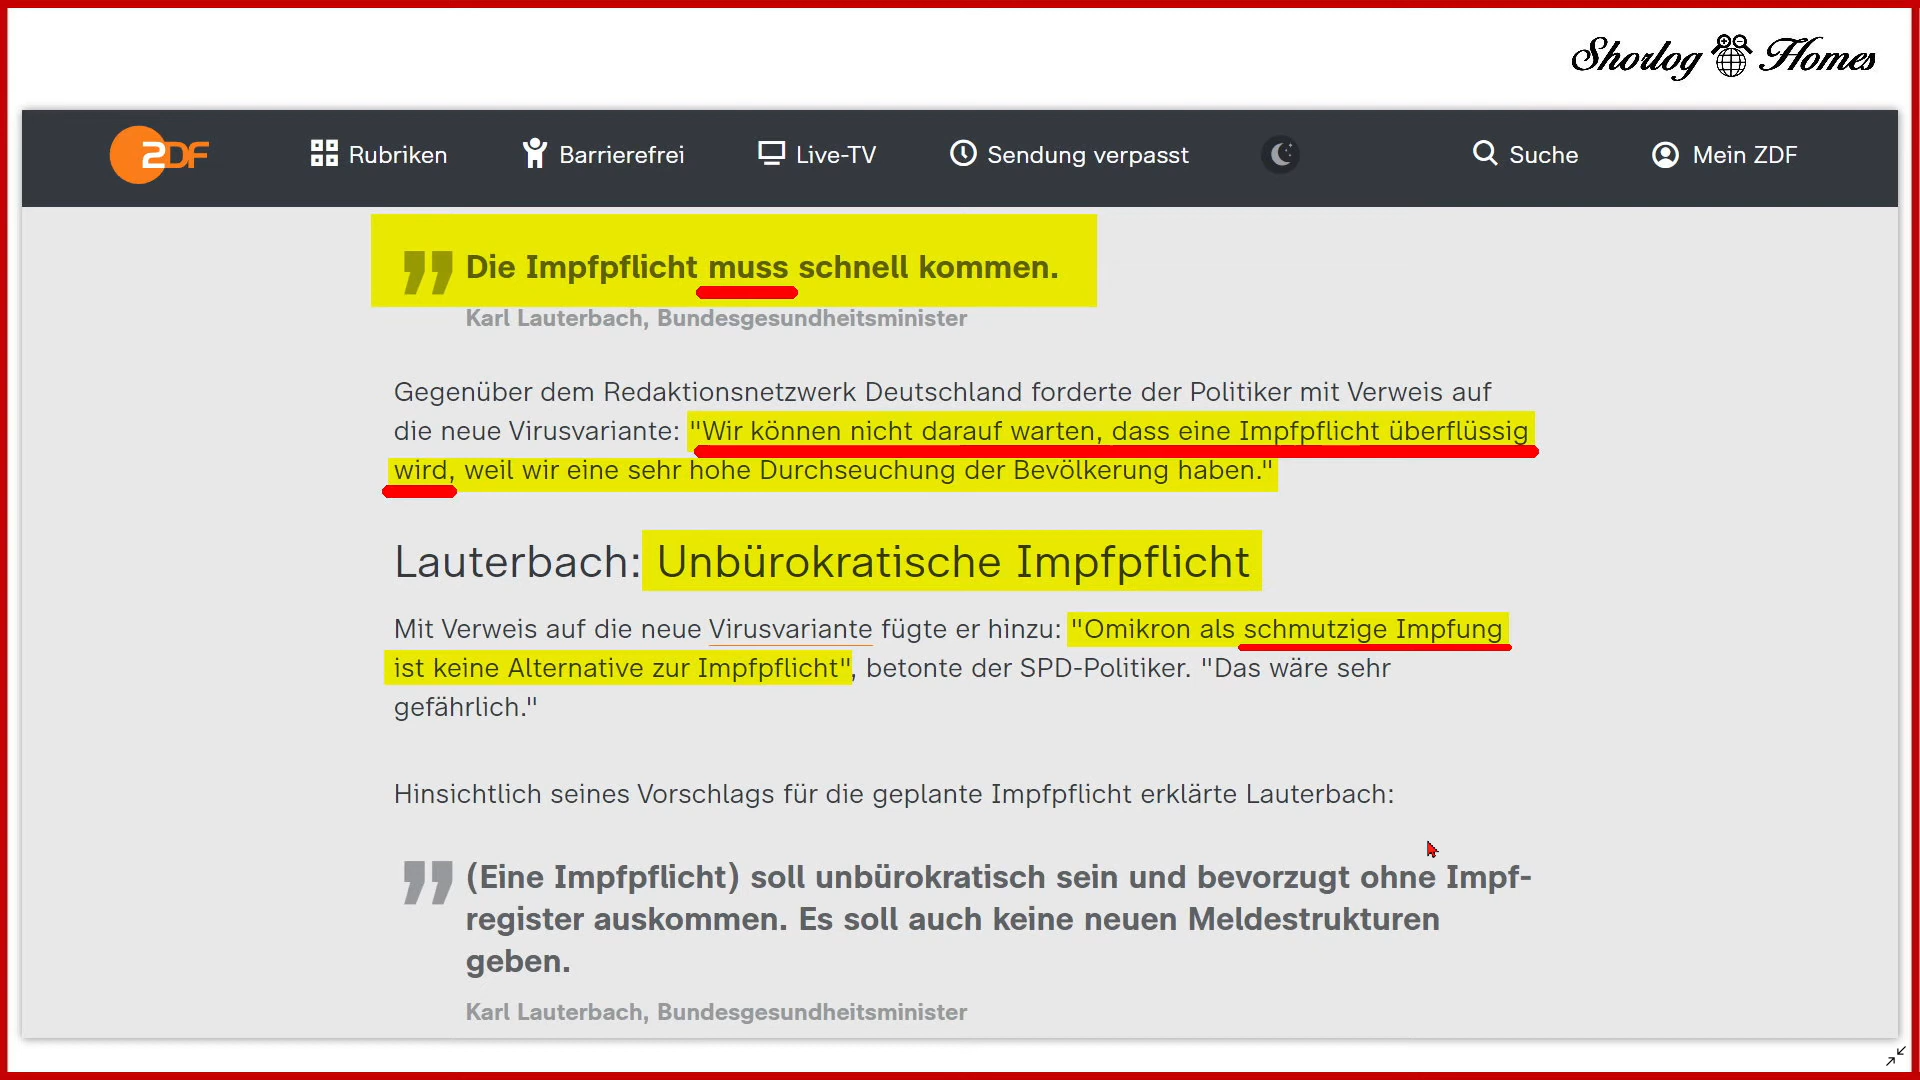 Shorlog Homes
ZDF Rubriken Barrierefrei Live-TV Sendung verpasst Suche Mein ZDF
" Die Impfpflicht muss schnell kommen.
Karl Lauterbach, Bundesgesundheitsminister
Gegenüber dem Redaktionsnetzwerk Deutschland forderte der Politiker mit Verweis auf
die neue Virusvariante: "Wir können nicht darauf warten, dass eine Impfpflicht überflüssig
wird, weil wir eine sehr hohe Durchseuchung der Bevölkerung haben."
Lauterbach: Unbürokratische Impfpflicht
Mit Verweis auf die neue Virusvariante fügte er hinzu: "Omikron als schmutzige Impfung
ist keine Alternative zur Impfpflicht", betonte der SPD-Politiker. "Das wäre sehr
gefährlich."
Hinsichtlich seines Vorschlags für die geplante Impfpflicht erklärte Lauterbach:
" (Eine Impfpflicht) soll unbürokratisch sein und bevorzugt ohne Impf-
register auskommen. Es soll auch keine neuen Meldestrukturen
geben.
Karl Lauterbach, Bundesgesundheitsminister